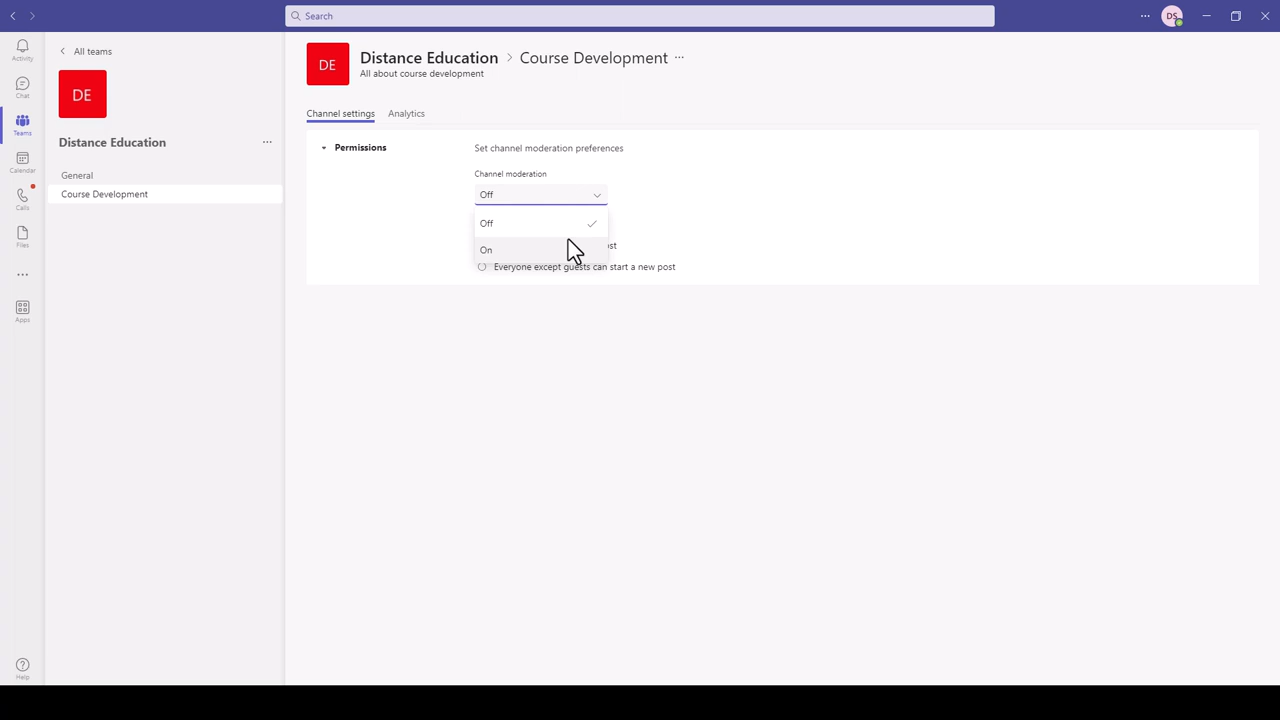 Search
DS
Activity
Chat
Teams
Calendar
Calls
Files
Apps
Help
All teams
DE
Distance Education
General
Course Development
DE
Distance Education > Course Development
All about course development
Channel settings
Analytics
Permissions
Set channel moderation preferences
Channel moderation
Off
Off
On
Everyone except guests can start a new post